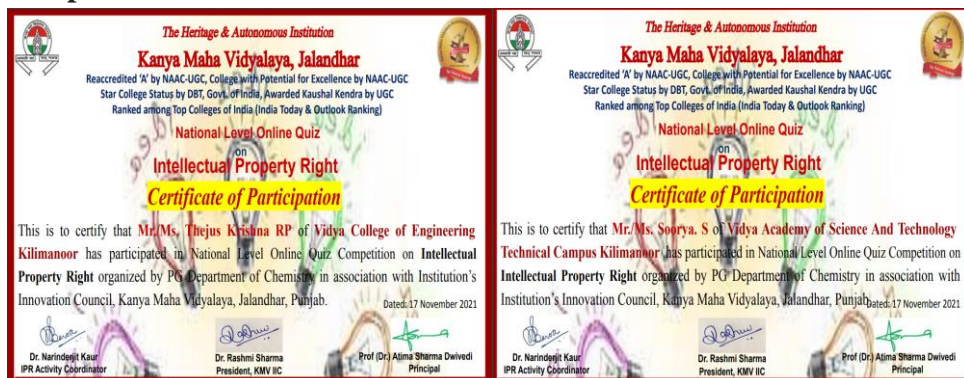 The Heritage & Autonomous Institution
Kanya Maha Vidyalaya, Jalandhar
Reaccredited 'A' by NAAC-UGC, College with Potential for Excellence by NAAC-UGC
Star College Status by DBT, Govt. of India, Awarded Kaushal Kendra by UGC
Ranked among Top Colleges of India (India Today & Outlook Ranking)
National Level Online Quiz
on
Intellectual Property Right
Certificate of Participation
This is to certify that Mr./Ms. Thejus Krishna RP of Vidya College of Engineering
Kilimanoor has participated in National Level Online Quiz Competition on Intellectual
Property Right organized by PG Department of Chemistry in association with Institution's
Innovation Council, Kanya Maha Vidyalaya, Jalandhar, Punjab.
Dated: 17 November 2021
Dr. Narinderjit Kaur
IPR Activity Coordinator
Dr. Rashmi Sharma
President, KMV IIC
Prof (Dr.) Atima Sharma Dwivedi
Principal
The Heritage & Autonomous Institution
Kanya Maha Vidyalaya, Jalandhar
Reaccredited 'A' by NAAC-UGC, College with Potential for Excellence by NAAC-UGC
Star College Status by DBT, Govt. of India, Awarded Kaushal Kendra by UGC
Ranked among Top Colleges of India (India Today & Outlook Ranking)
National Level Online Quiz
on
Intellectual Property Right
Certificate of Participation
This is to certify that Mr./Ms. Soorya. S of Vidya Academy of Science And Technology
Technical Campus Kilimanoor has participated in National Level Online Quiz Competition on
Intellectual Property Right organized by PG Department of Chemistry in association with
Institution's Innovation Council, Kanya Maha Vidyalaya, Jalandhar, Punjab.
Dated: 17 November 2021
Dr. Narinderjit Kaur
IPR Activity Coordinator
Dr. Rashmi Sharma
President, KMV IIC
Prof (Dr.) Atima Sharma Dwivedi
Principal